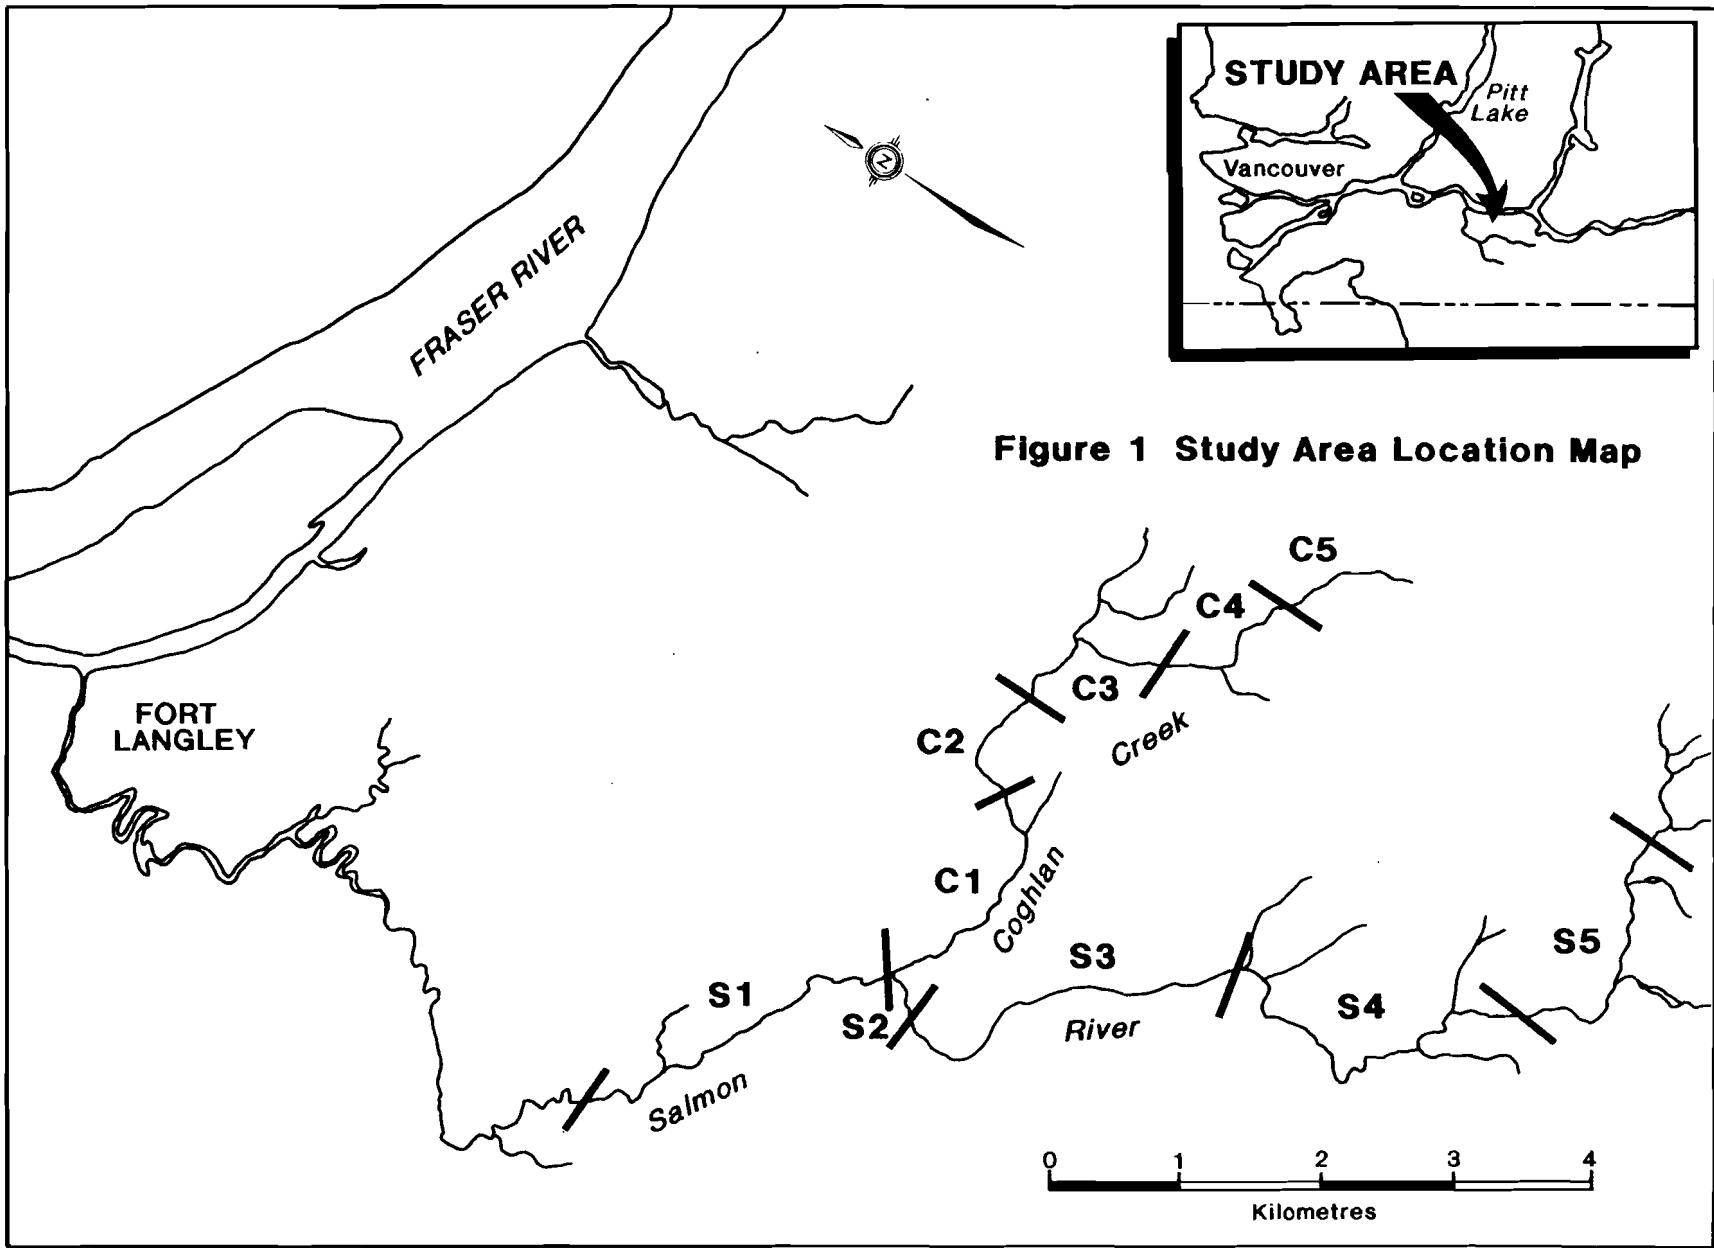 STUDY AREA
Pitt
Lake
Vancouver
N
FRASER RIVER
Figure 1 Study Area Location Map
C5
C4
C3
Creek
C2
FORT
LANGLEY
C1
Coghlan
S3
S5
S1
S2
S4
River
Salmon
0 1 2 3 4
Kilometres